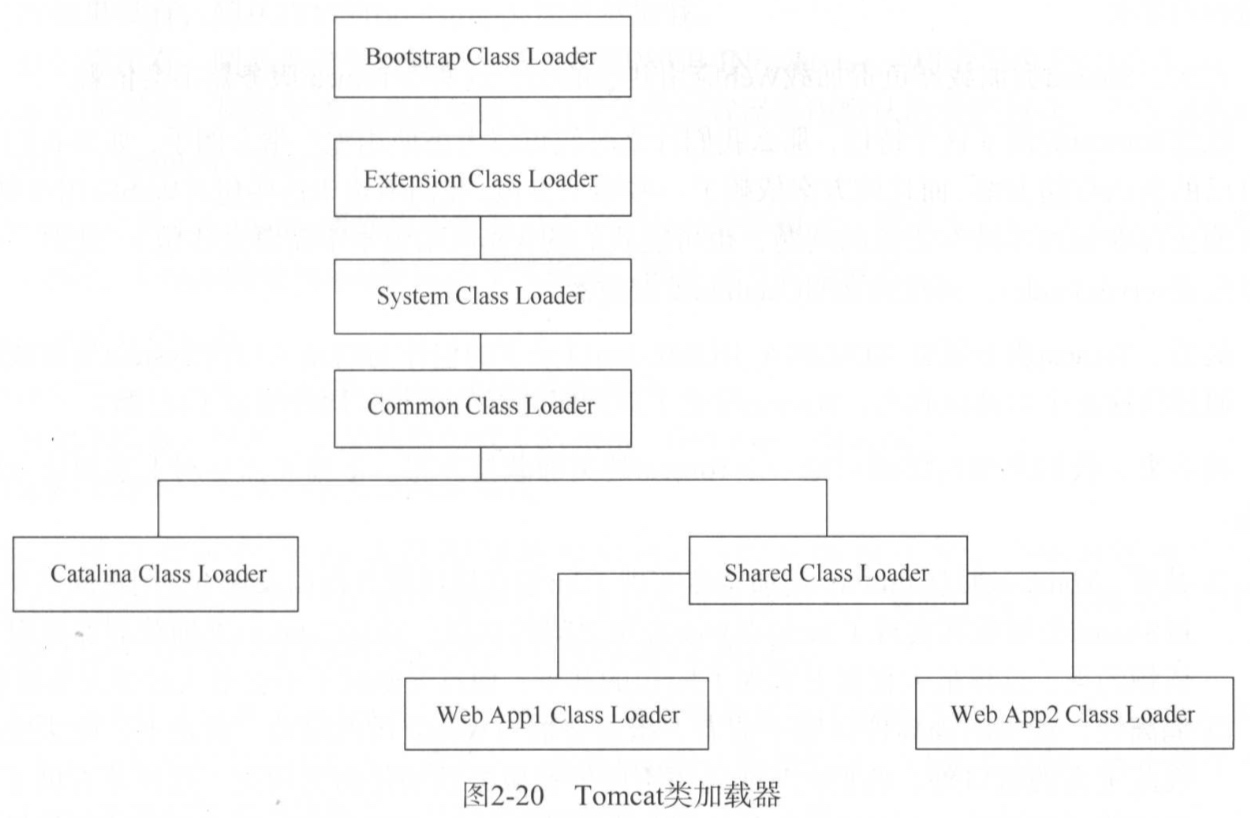 Bootstrap Class Loader
Extension Class Loader
System Class Loader
Common Class Loader
Catalina Class Loader
Shared Class Loader
Web App1 Class Loader
Web App2 Class Loader
图2-20 Tomcat类加载器